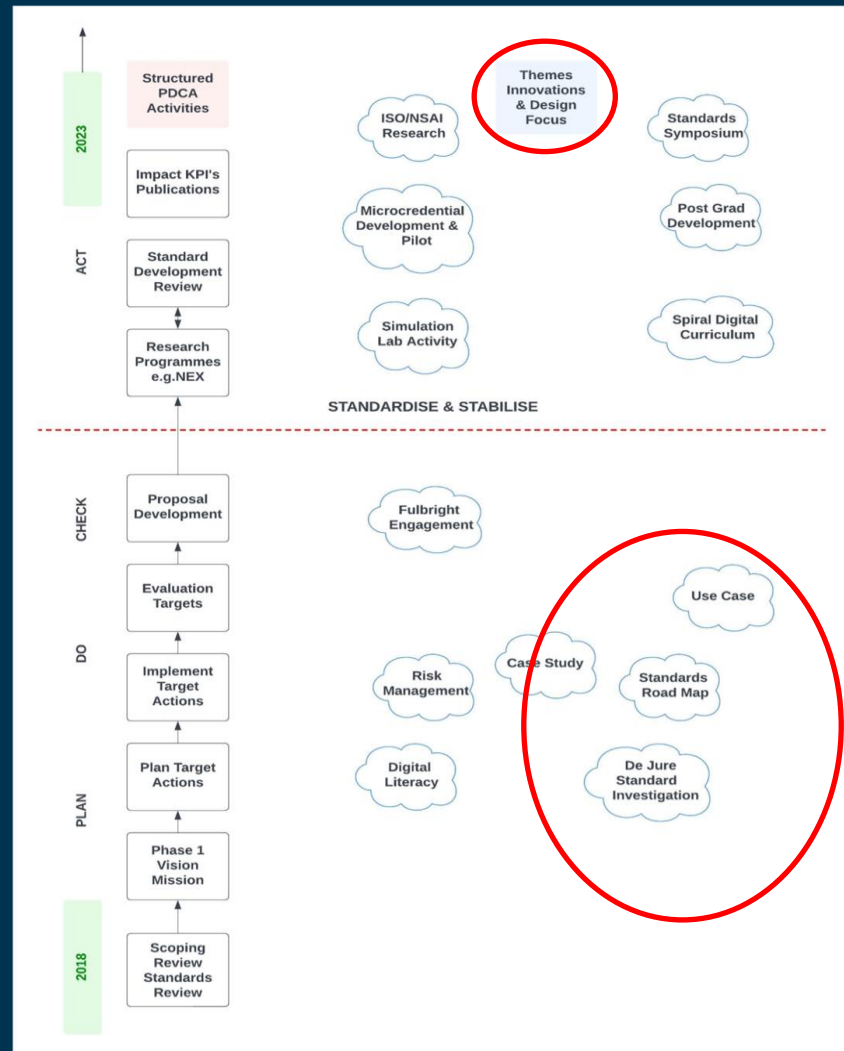 2023
ACT
CHECK
DO
PLAN
2018
Structured
PDCA
Activities
Impact KPI's
Publications
Standard
Development
Review
Research
Programmes
e.g.NEX
Proposal
Development
Evaluation
Targets
Implement
Target
Actions
Plan Target
Actions
Phase 1
Vision
Mission
Scoping
Review
Standards
Review
Themes
Innovations
& Design
Focus
ISO/NSAI
Research
Standards
Symposium
Microcredential
Development &
Pilot
Post Grad
Development
Simulation
Lab Activity
Spiral Digital
Curriculum
STANDARDISE & STABILISE
Fulbright
Engagement
Use Case
Case Study
Risk
Management
Standards
Road Map
Digital
Literacy
De Jure
Standard
Investigation